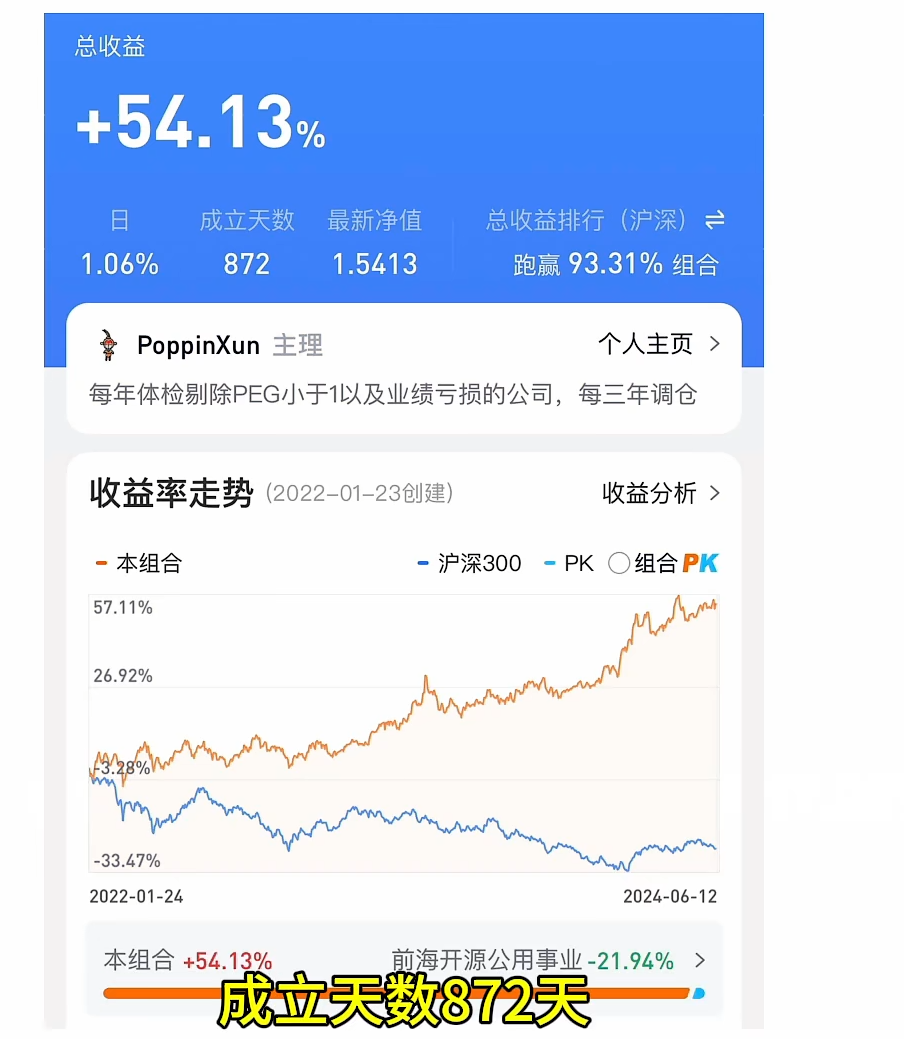 总收益
+54.13%
日 成立天数 最新净值 总收益排行（沪深）
1.06% 872 1.5413 跑赢 93.31% 组合
PoppinXun 主理 个人主页
每年体检剔除PEG小于1以及业绩亏损的公司，每三年调仓
收益率走势 (2022-01-23创建) 收益分析
本组合 沪深300 PK 组合PK
57.11%
26.92%
-3.28%
-33.47%
2022-01-24 2024-06-12
本组合 +54.13% 前海开源公用事业 -21.94%
成立天数872天